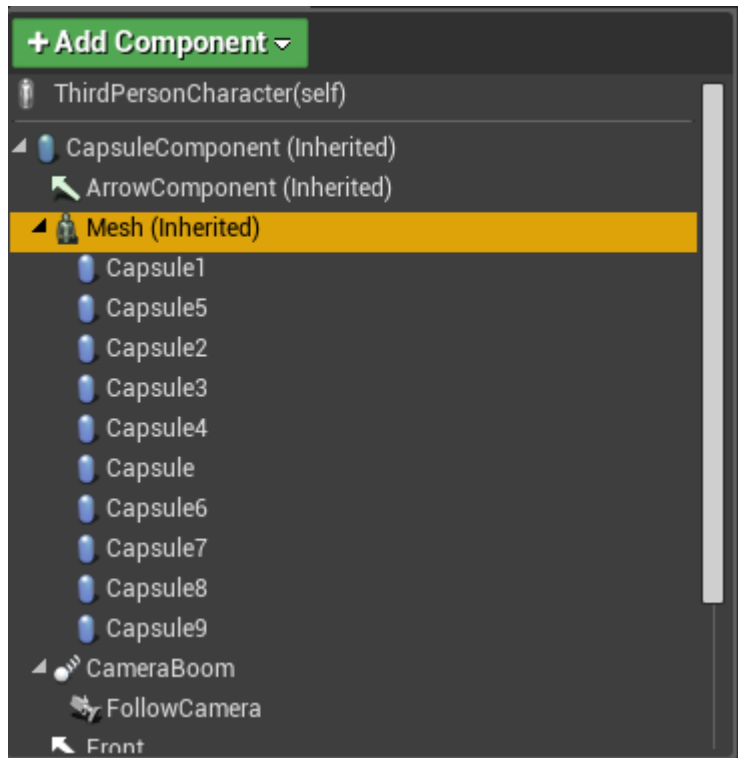 + Add Component
ThirdPersonCharacter(self)
CapsuleComponent (Inherited)
ArrowComponent (Inherited)
Mesh (Inherited)
Capsule1
Capsule5
Capsule2
Capsule3
Capsule4
Capsule
Capsule6
Capsule7
Capsule8
Capsule9
CameraBoom
FollowCamera
Front